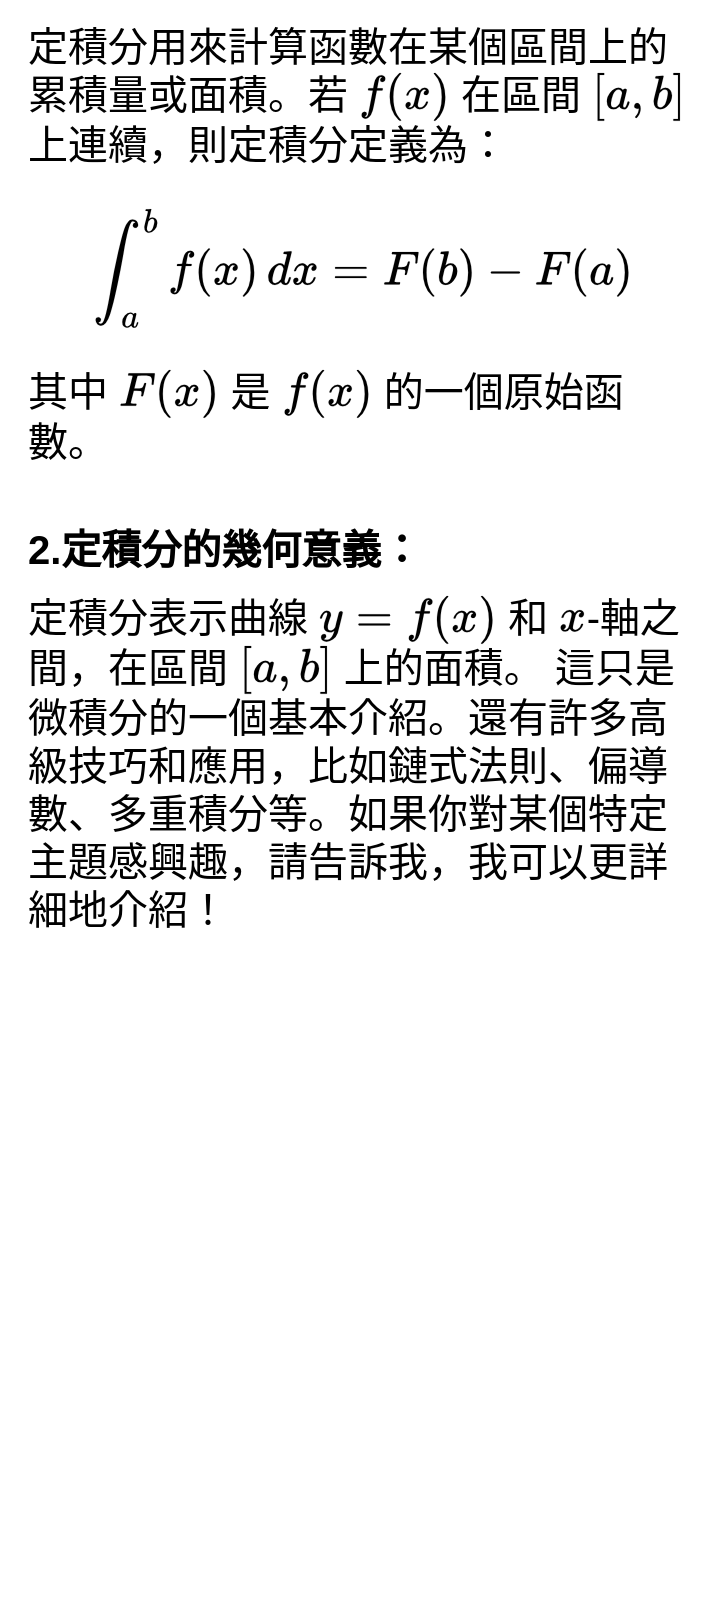 定積分用來計算函數在某個區間上的
累積量或面積。若 f(x) 在區間 [a, b]
上連續，則定積分定義為：
∫_a^b f(x) dx = F(b) − F(a)
其中 F(x) 是 f(x) 的一個原始函
數。
2.定積分的幾何意義：
定積分表示曲線 y = f(x) 和 x-軸之
間，在區間 [a, b] 上的面積。 這只是
微積分的一個基本介紹。還有許多高
級技巧和應用，比如鏈式法則、偏導
數、多重積分等。如果你對某個特定
主題感興趣，請告訴我，我可以更詳
細地介紹！